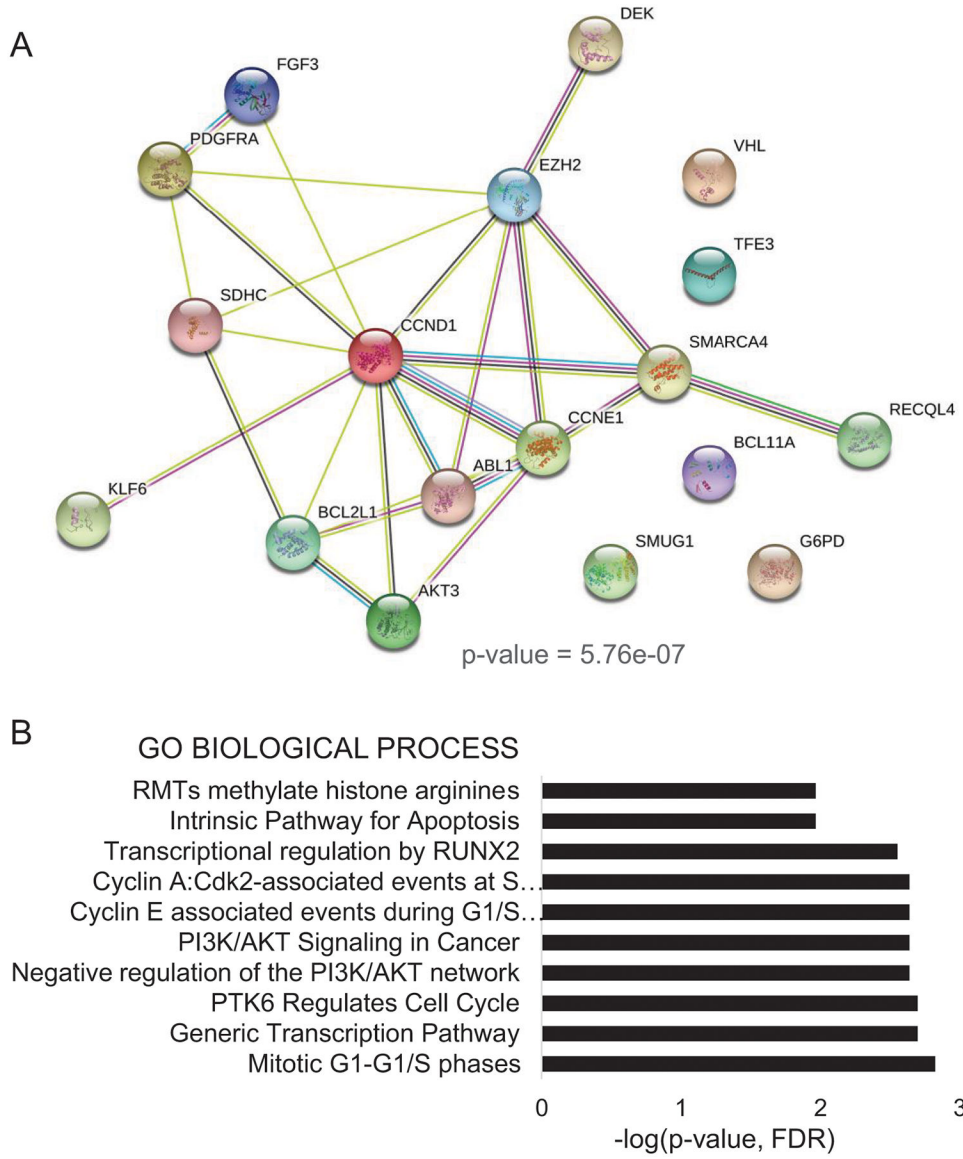 A
DEK
FGF3
PDGFRA
EZH2
VHL
TFE3
SDHC
CCND1
SMARCA4
CCNE1
RECQL4
BCL11A
ABL1
KLF6
BCL2L1
SMUG1
G6PD
AKT3
p-value = 5.76e-07
B
GO BIOLOGICAL PROCESS
RMTs methylate histone arginines
Intrinsic Pathway for Apoptosis
Transcriptional regulation by RUNX2
Cyclin A:Cdk2-associated events at S…
Cyclin E associated events during G1/S…
PI3K/AKT Signaling in Cancer
Negative regulation of the PI3K/AKT network
PTK6 Regulates Cell Cycle
Generic Transcription Pathway
Mitotic G1-G1/S phases
0 1 2 3
-log(p-value, FDR)